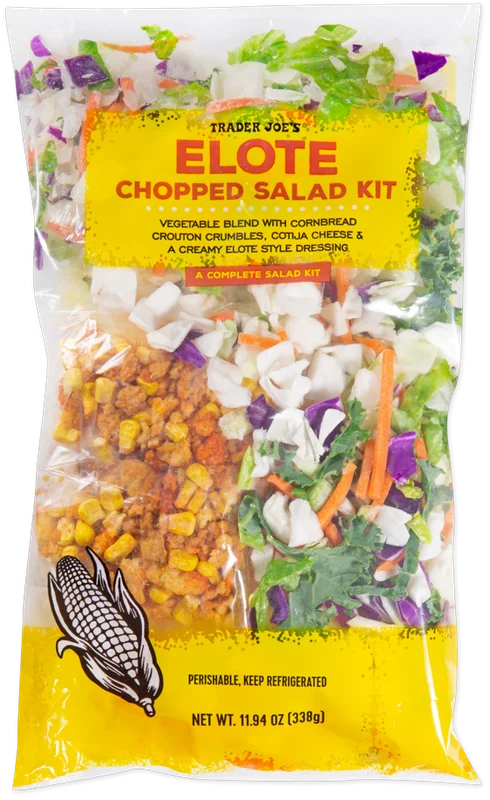 TRADER JOE'S
ELOTE
CHOPPED SALAD KIT
VEGETABLE BLEND WITH CORNBREAD
CROUTON CRUMBLES, COTIJA CHEESE &
A CREAMY ELOTE STYLE DRESSING
A COMPLETE SALAD KIT
PERISHABLE, KEEP REFRIGERATED
NET WT. 11.94 OZ (338g)